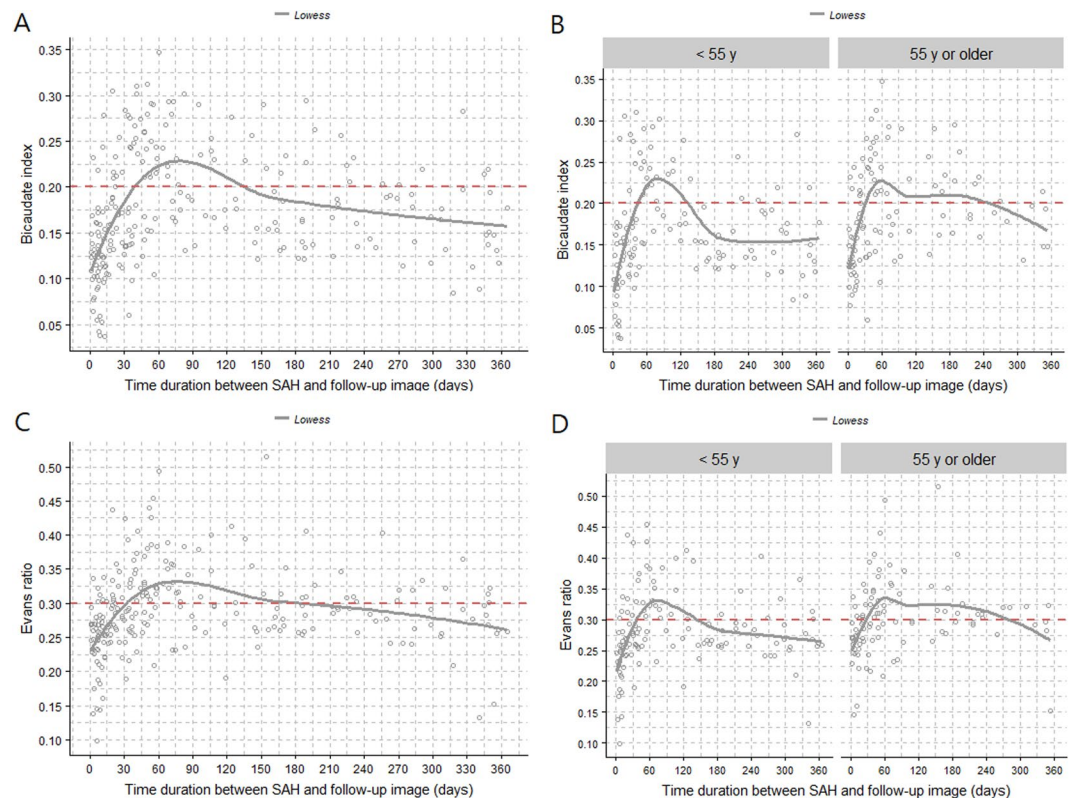 A
Lowess
0.35
0.30
0.25
0.20
0.15
0.10
0.05
Bicaudate index
0 30 60 90 120 150 180 210 240 270 300 330 360
Time duration between SAH and follow-up image (days)
B
Lowess
< 55 y
55 y or older
0.35
0.30
0.25
0.20
0.15
0.10
0.05
Bicaudate index
0 60 120 180 240 300 360
0 60 120 180 240 300 360
Time duration between SAH and follow-up image (days)
C
Lowess
0.50
0.45
0.40
0.35
0.30
0.25
0.20
0.15
0.10
Evans ratio
0 30 60 90 120 150 180 210 240 270 300 330 360
Time duration between SAH and follow-up image (days)
D
Lowess
< 55 y
55 y or older
0.50
0.45
0.40
0.35
0.30
0.25
0.20
0.15
0.10
Evans ratio
0 60 120 180 240 300 360
0 60 120 180 240 300 360
Time duration between SAH and follow-up image (days)